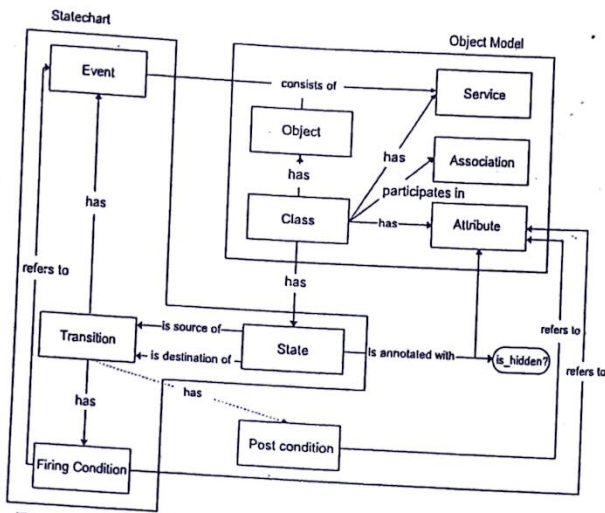 Statechart
Object Model
Event
consists of
Service
Object
has
Association
has
participates in
has
Class
has
Attribute
has
refers to
is source of
Transition
State
is destination of
Is annotated with
is_hidden?
refers to
refers to
has
has
Post condition
Firing Condition